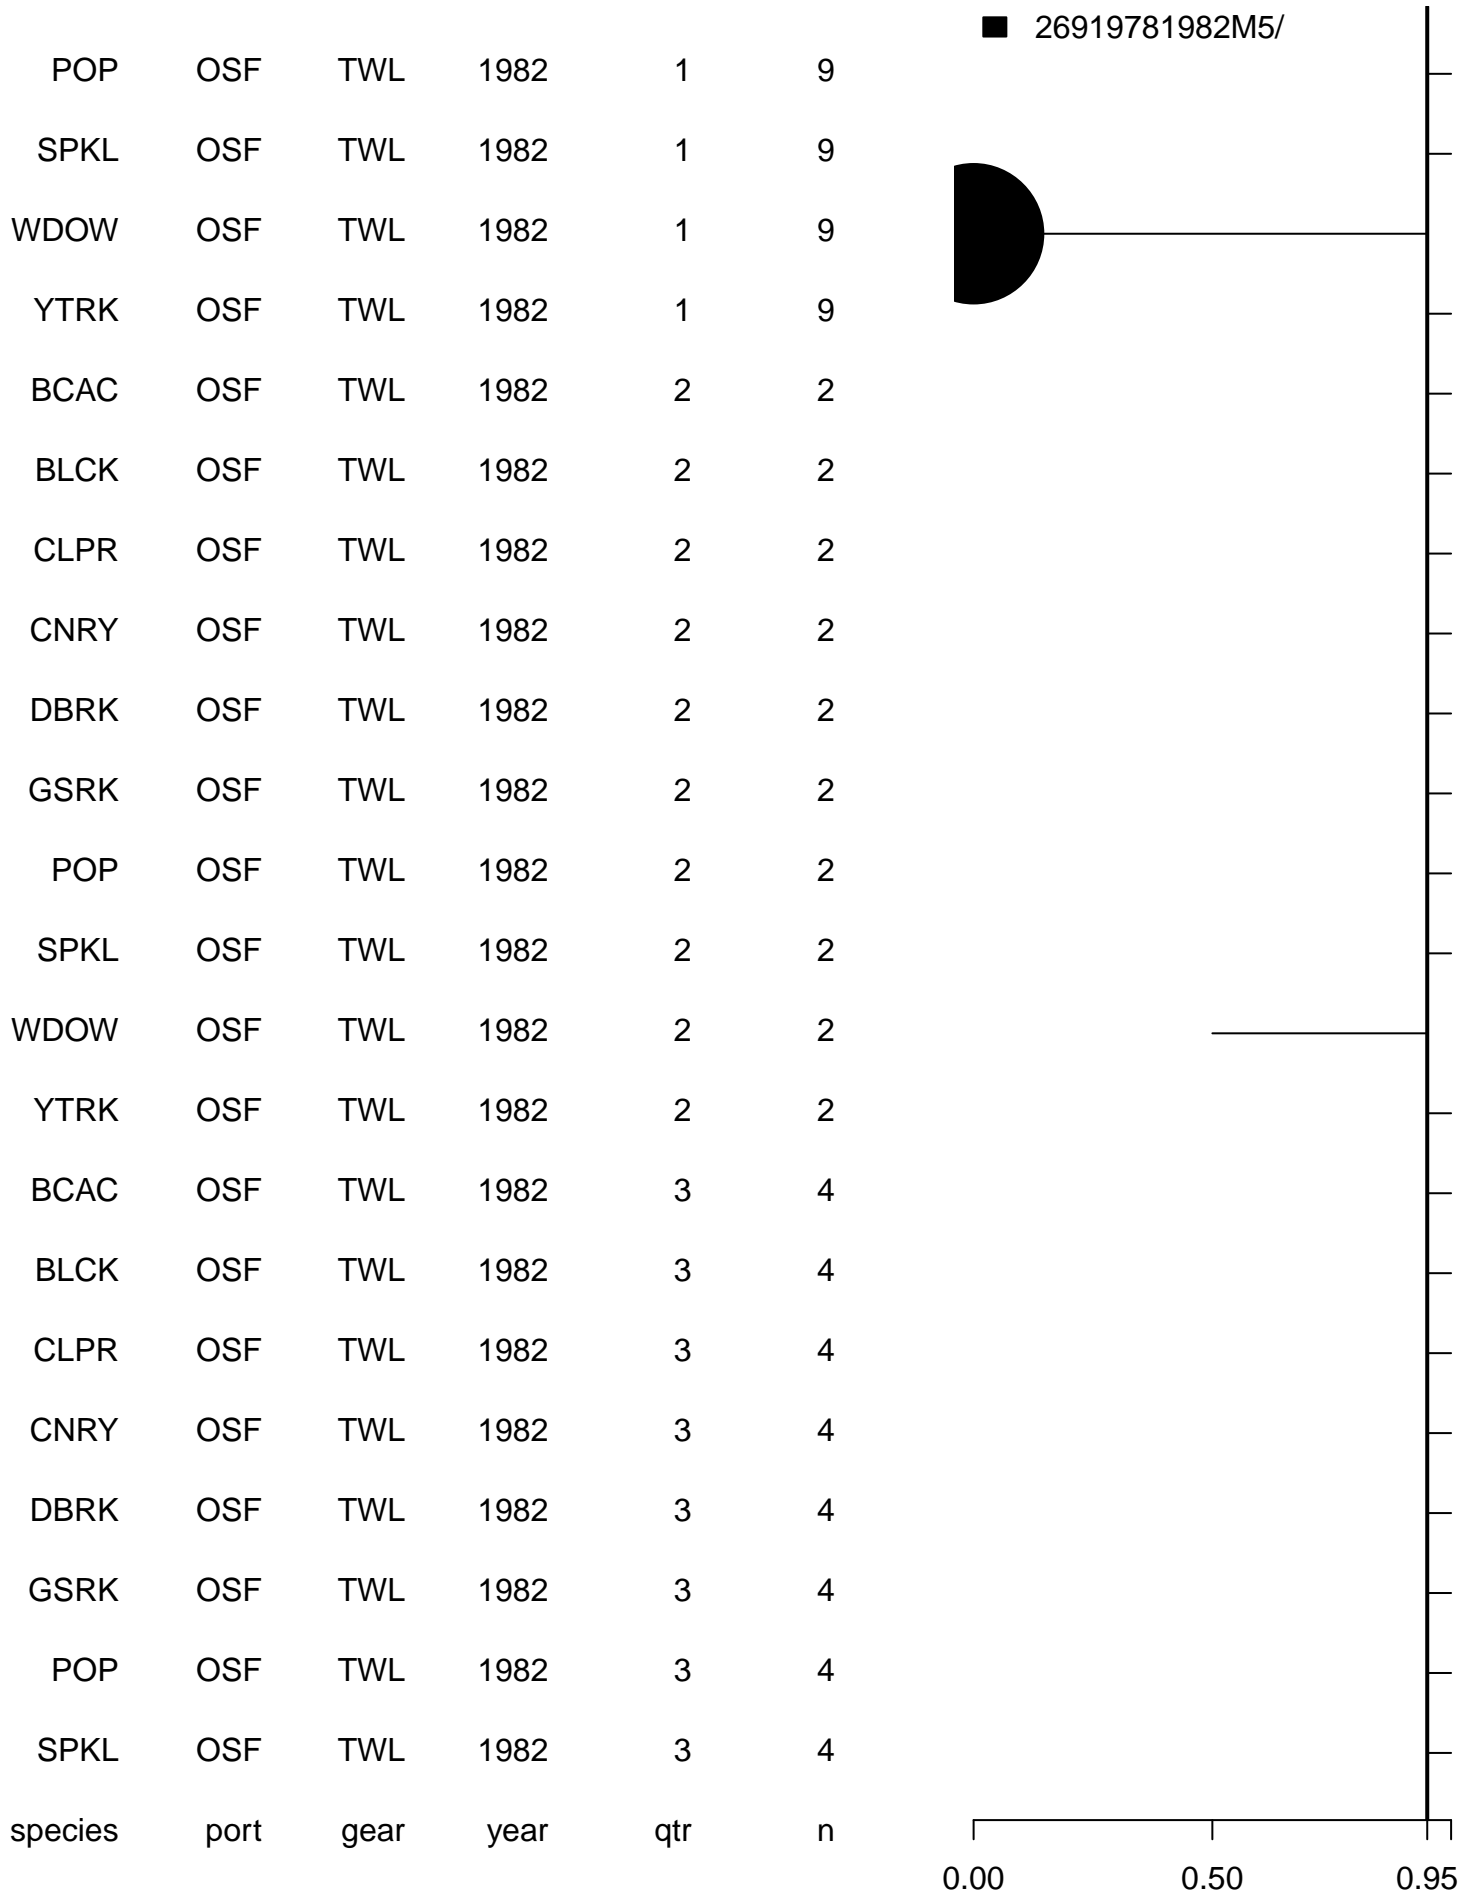 26919781982M5/
POP OSF TWL 1982 1 9
SPKL OSF TWL 1982 1 9
WDOW OSF TWL 1982 1 9
YTRK OSF TWL 1982 1 9
BCAC OSF TWL 1982 2 2
BLCK OSF TWL 1982 2 2
CLPR OSF TWL 1982 2 2
CNRY OSF TWL 1982 2 2
DBRK OSF TWL 1982 2 2
GSRK OSF TWL 1982 2 2
POP OSF TWL 1982 2 2
SPKL OSF TWL 1982 2 2
WDOW OSF TWL 1982 2 2
YTRK OSF TWL 1982 2 2
BCAC OSF TWL 1982 3 4
BLCK OSF TWL 1982 3 4
CLPR OSF TWL 1982 3 4
CNRY OSF TWL 1982 3 4
DBRK OSF TWL 1982 3 4
GSRK OSF TWL 1982 3 4
POP OSF TWL 1982 3 4
SPKL OSF TWL 1982 3 4
species port gear year qtr n
0.00 0.50 0.95